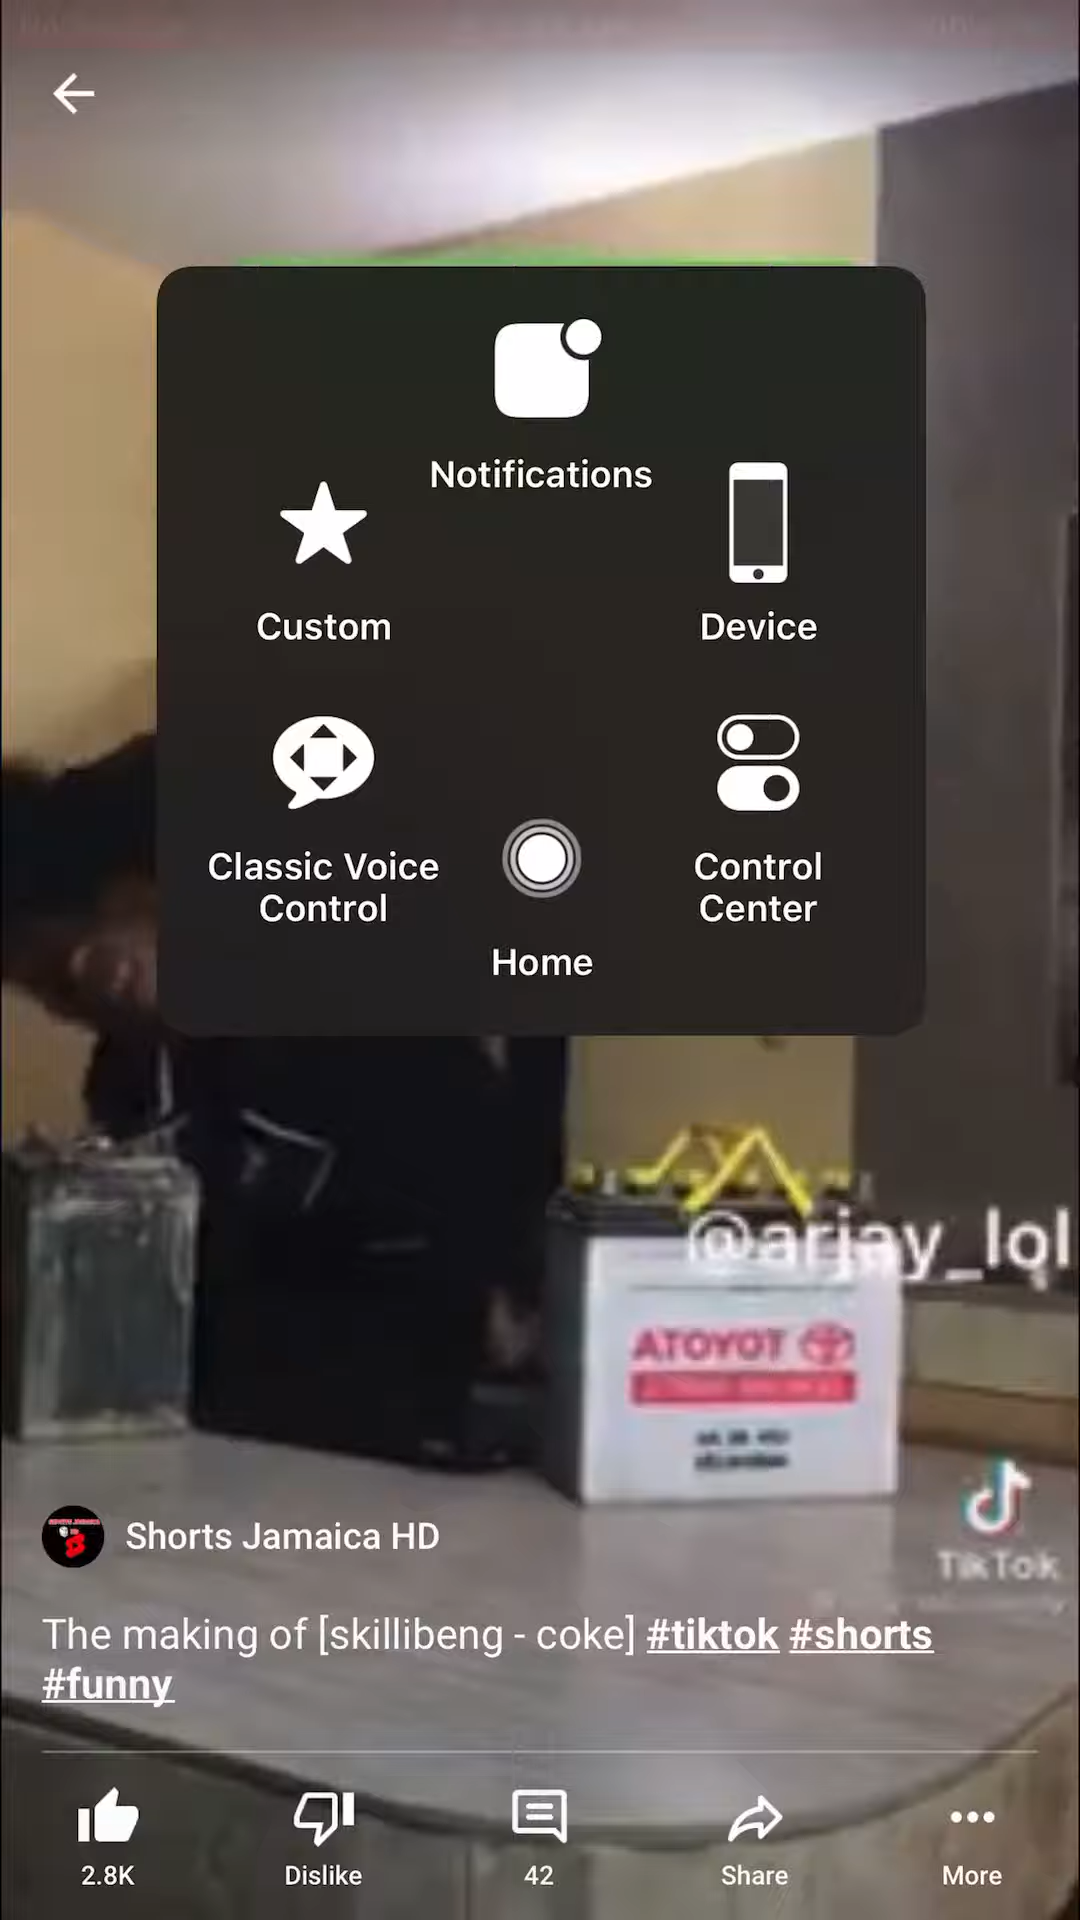 Notifications
Custom
Device
Classic Voice
Control
Control
Center
Home
@arjay_lol
ATOYOT
TikTok
Shorts Jamaica HD
The making of [skillibeng - coke] #tiktok #shorts
#funny
2.8K
Dislike
42
Share
More